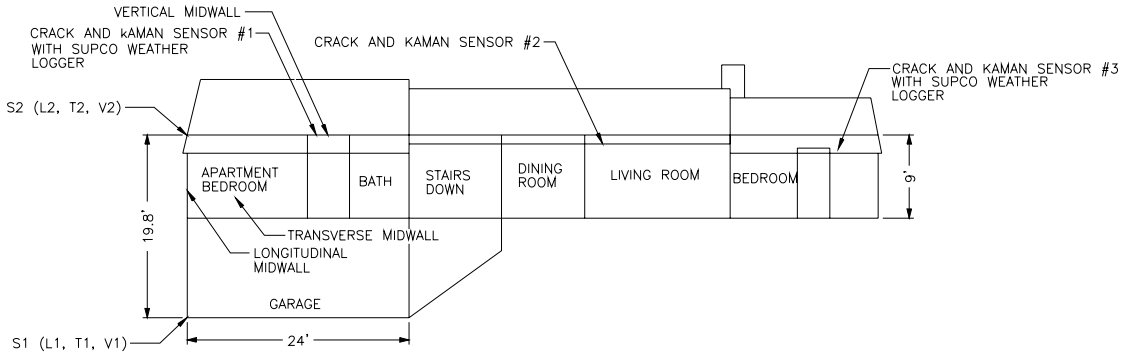 VERTICAL MIDWALL
CRACK AND kAMAN SENSOR #1
WITH SUPCO WEATHER
LOGGER
CRACK AND KAMAN SENSOR #2
CRACK AND KAMAN SENSOR #3
WITH SUPCO WEATHER
LOGGER
S2 (L2, T2, V2)
APARTMENT
BEDROOM
BATH
STAIRS
DOWN
DINING
ROOM
LIVING ROOM
BEDROOM
9'
19.8'
TRANSVERSE MIDWALL
LONGITUDINAL
MIDWALL
GARAGE
S1 (L1, T1, V1)
24'